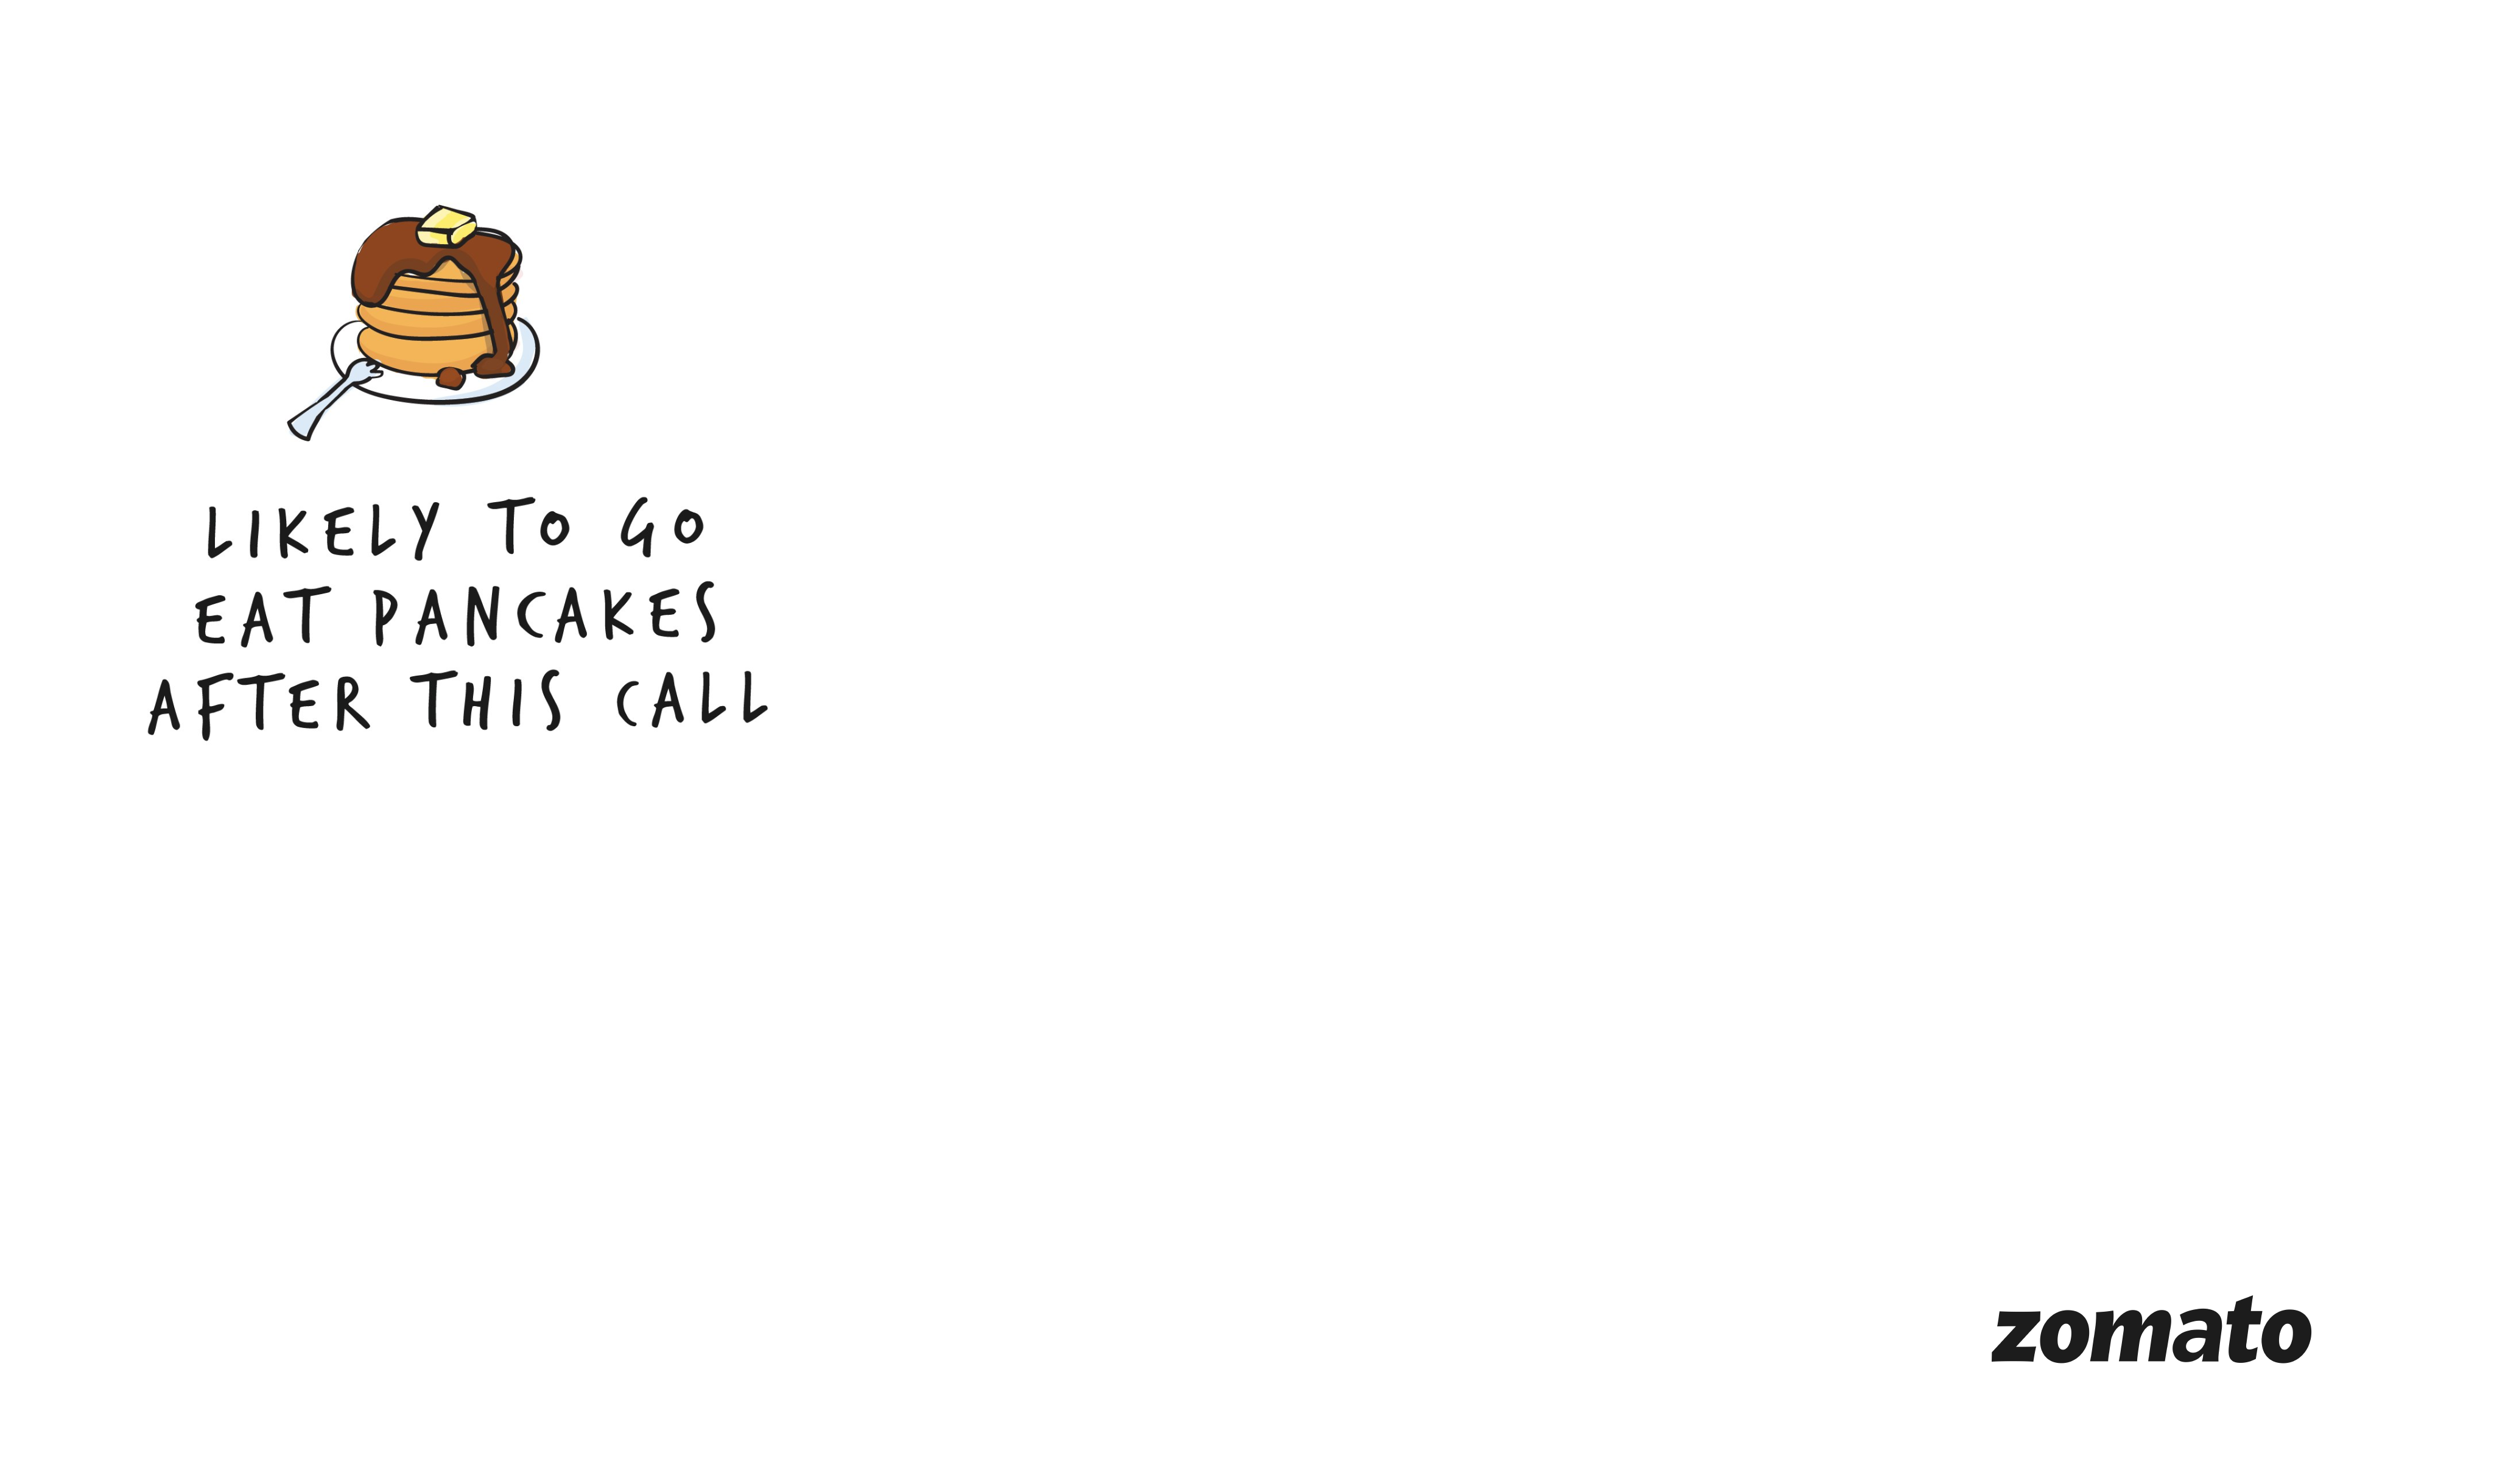 LIKELY TO GO
EAT PANCAKES
AFTER THIS CALL
zomato